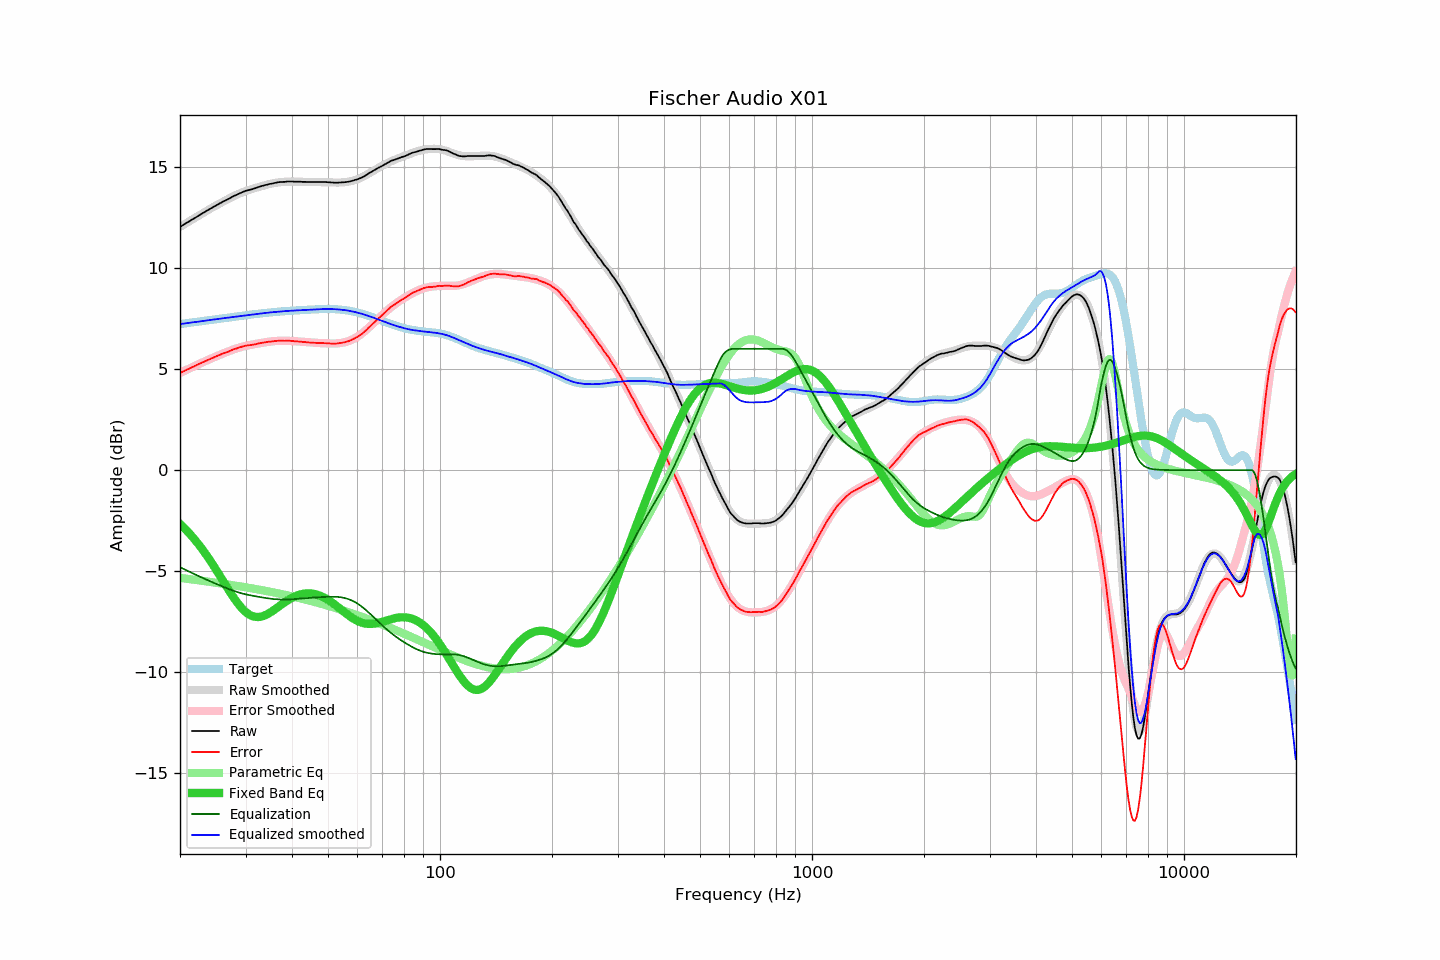 Fischer Audio X01
Amplitude (dBr)
15
10
5
0
−5
−10
−15
Target
Raw Smoothed
Error Smoothed
Raw
Error
Parametric Eq
Fixed Band Eq
Equalization
Equalized smoothed
100
1000
10000
Frequency (Hz)